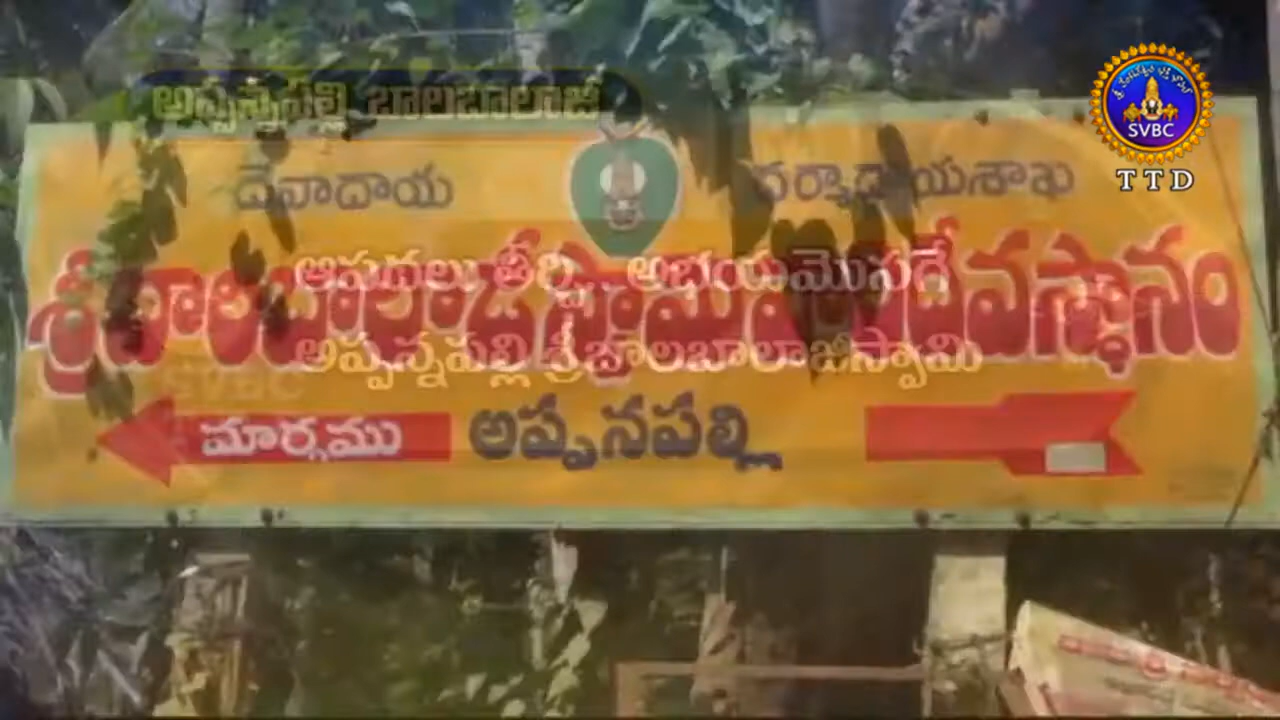 అప్పన్నపల్లి బాలబాలాజీ
SVBC
TTD
దేవాదాయ ధర్మాదాయశాఖ
శ్రీ బాలబాలాజీ స్వామి వారి దేవస్థానం
ఆపదలు తీర్చి అభయమొసగే
అప్పన్నపల్లి శ్రీ బాలబాలాజీస్వామి
మార్గము అప్పనపల్లి